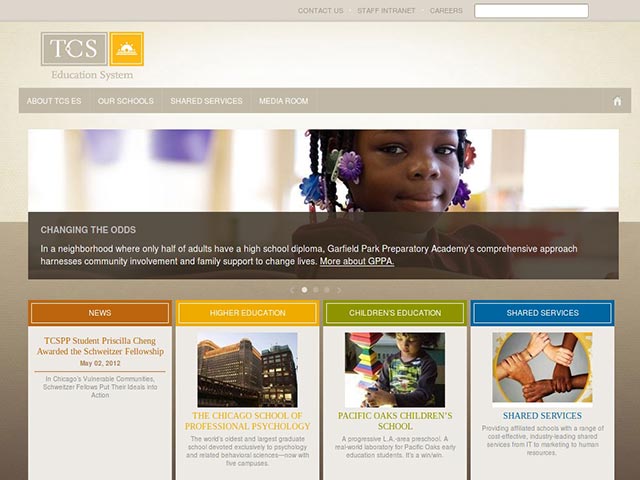 CONTACT US
STAFF INTRANET
CAREERS
TCS
Education System
ABOUT TCS ES
OUR SCHOOLS
SHARED SERVICES
MEDIA ROOM
CHANGING THE ODDS
In a neighborhood where only half of adults have a high school diploma, Garfield Park Preparatory Academy's comprehensive approach
harnesses community involvement and family support to change lives. More about GPPA.
NEWS
TCSPP Student Priscilla Cheng
Awarded the Schweitzer Fellowship
May 02, 2012
In Chicago's Vulnerable Communities,
Schweitzer Fellows Put Their Ideals into
Action
HIGHER EDUCATION
THE CHICAGO SCHOOL OF
PROFESSIONAL PSYCHOLOGY
The world's oldest and largest graduate
school devoted exclusively to psychology
and related behavioral sciences—now with
five campuses.
CHILDREN'S EDUCATION
PACIFIC OAKS CHILDREN'S
SCHOOL
A progressive L.A.-area preschool. A
real-world laboratory for Pacific Oaks early
education students. It's a win/win.
SHARED SERVICES
SHARED SERVICES
Providing affiliated schools with a range of
cost-effective, industry-leading shared
services from IT to marketing to human
resources.